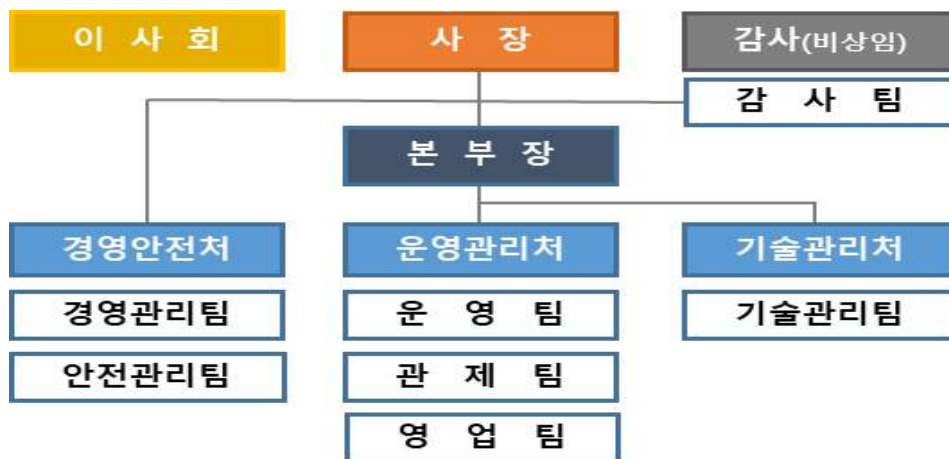 이 사 회
사 장
감사(비상임)
감 사 팀
본 부 장
경영안전처
운영관리처
기술관리처
경영관리팀
운 영 팀
기술관리팀
안전관리팀
관 제 팀
영 업 팀